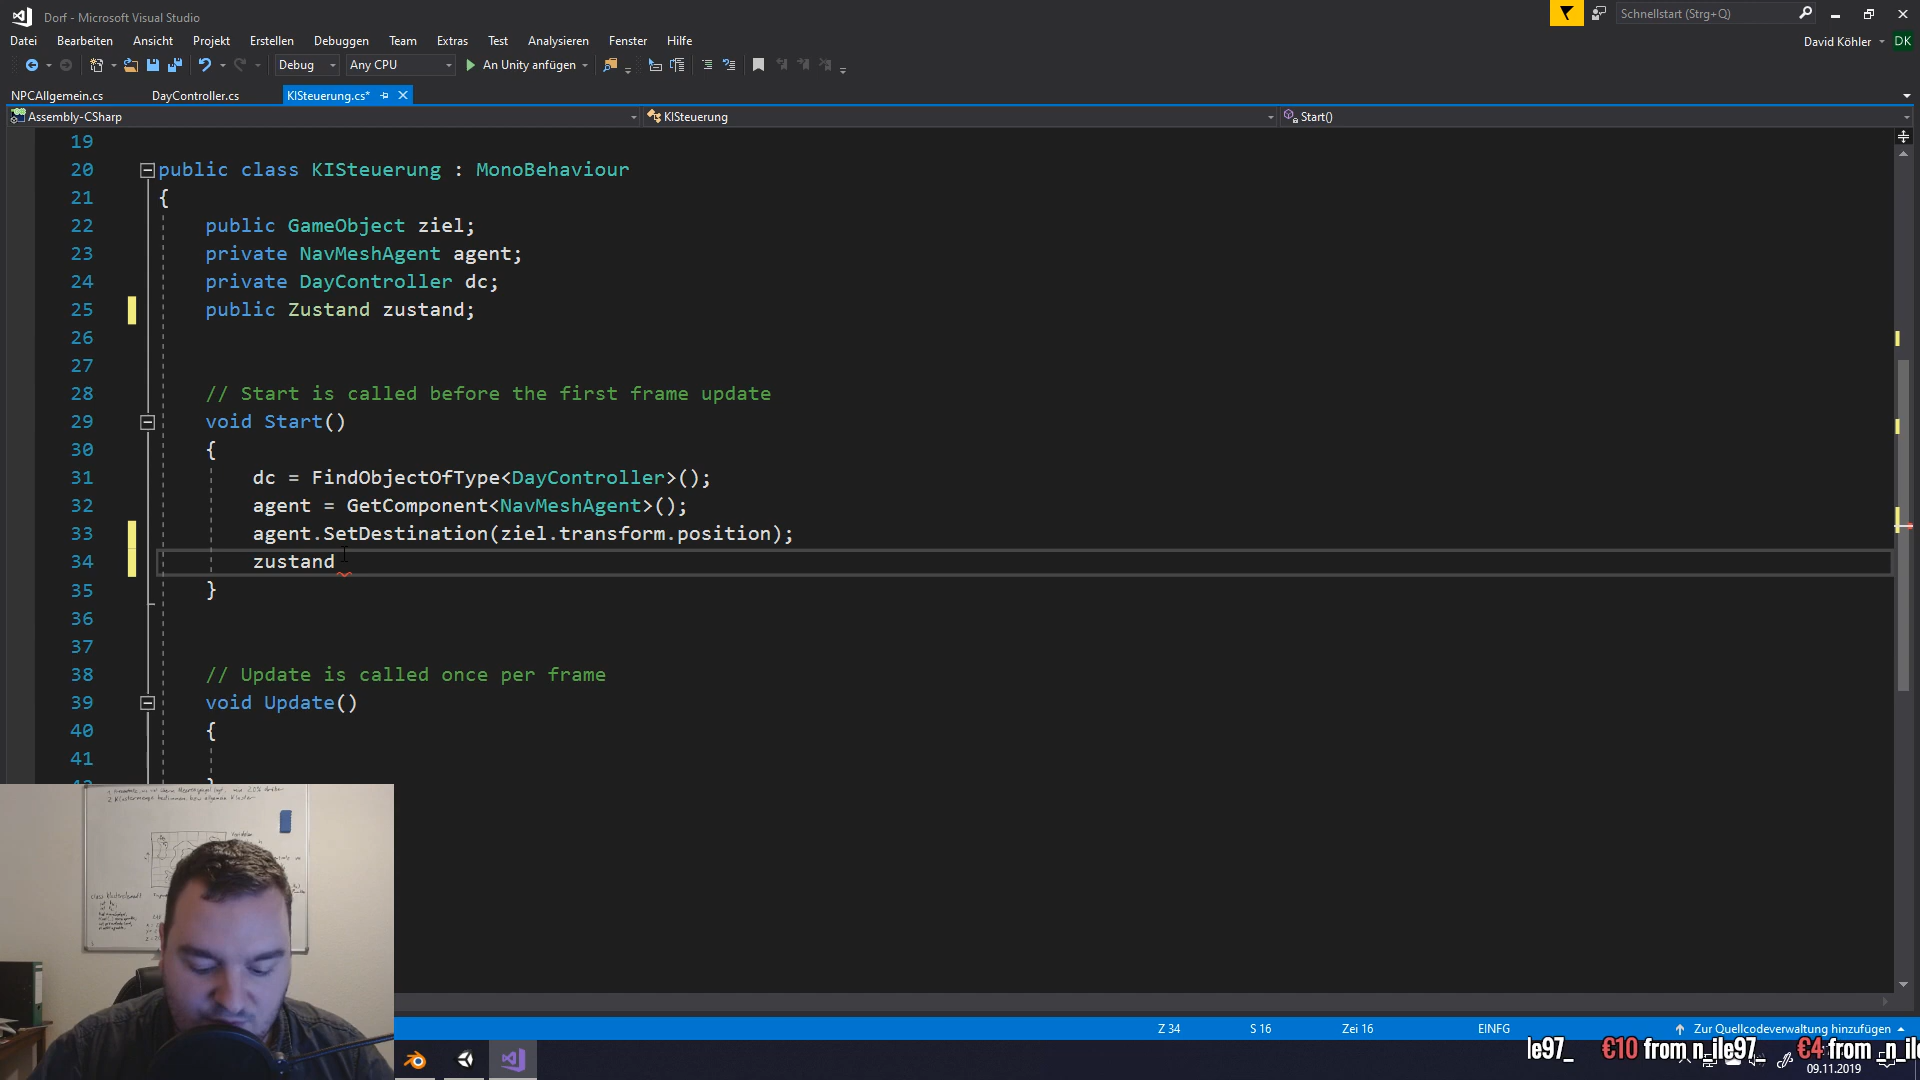 Dorf - Microsoft Visual Studio
Schnellstart (Strg+Q)
Datei Bearbeiten Ansicht Projekt Erstellen Debuggen Team Extras Test Analysieren Fenster Hilfe
David Köhler DK
Debug Any CPU An Unity anfügen
NPCAllgemein.cs DayController.cs KISteuerung.cs*
Assembly-CSharp KISteuerung Start()
19
20 public class KISteuerung : MonoBehaviour
21 {
22 public GameObject ziel;
23 private NavMeshAgent agent;
24 private DayController dc;
25 public Zustand zustand;
26
27
28 // Start is called before the first frame update
29 void Start()
30 {
31 dc = FindObjectOfType<DayController>();
32 agent = GetComponent<NavMeshAgent>();
33 agent.SetDestination(ziel.transform.position);
34 zustand
35 }
36
37
38 // Update is called once per frame
39 void Update()
40 {
41
Z 34 S 16 Zei 16 EINFG Zur Quellcodeverwaltung hinzufügen
le97_ €10 from n_ile97_ €4 from _n_il
09.11.2019